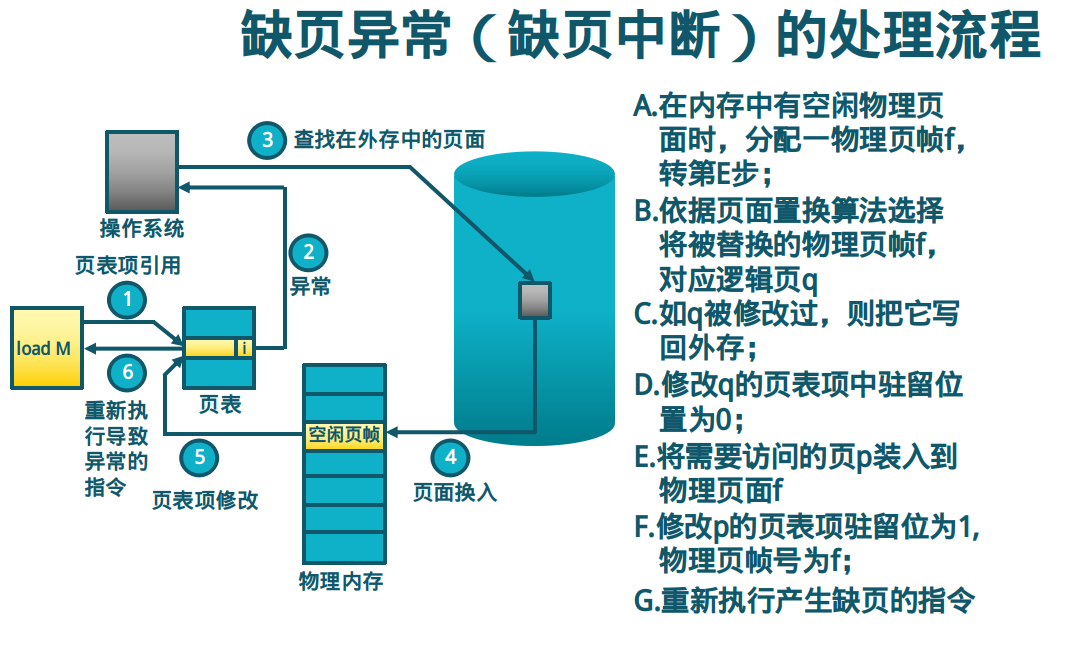 缺页异常（缺页中断）的处理流程
3 查找在外存中的页面
操作系统
2
异常
页表项引用
1
load M
i
6
重新执
行导致
异常的
指令
页表
5
页表项修改
空闲页帧
4
页面换入
物理内存
A.在内存中有空闲物理页
面时，分配一物理页帧f，
转第E步；
B.依据页面置换算法选择
将被替换的物理页帧f，
对应逻辑页q
C.如q被修改过，则把它写
回外存；
D.修改q的页表项中驻留位
置为0；
E.将需要访问的页p装入到
物理页面f
F.修改p的页表项驻留位为1,
物理页帧号为f；
G.重新执行产生缺页的指令